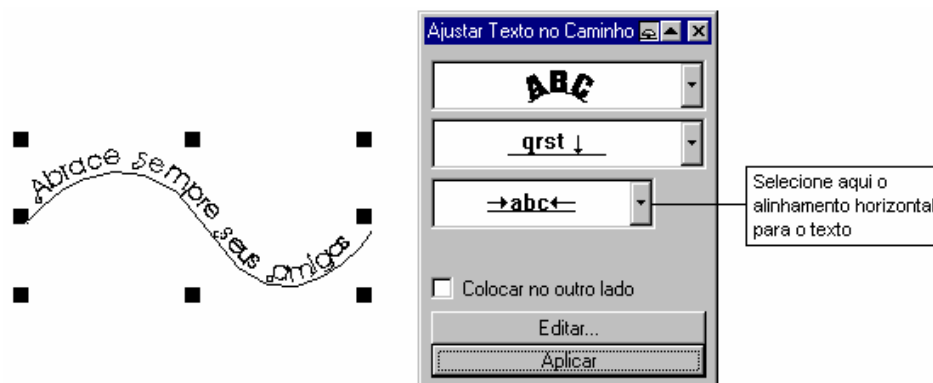 Abrace Sempre Seus Amigos
Ajustar Texto no Caminho
ABC
qrst ↓
→abc←
Selecione aqui o
alinhamento horizontal
para o texto
Colocar no outro lado
Editar...
Aplicar